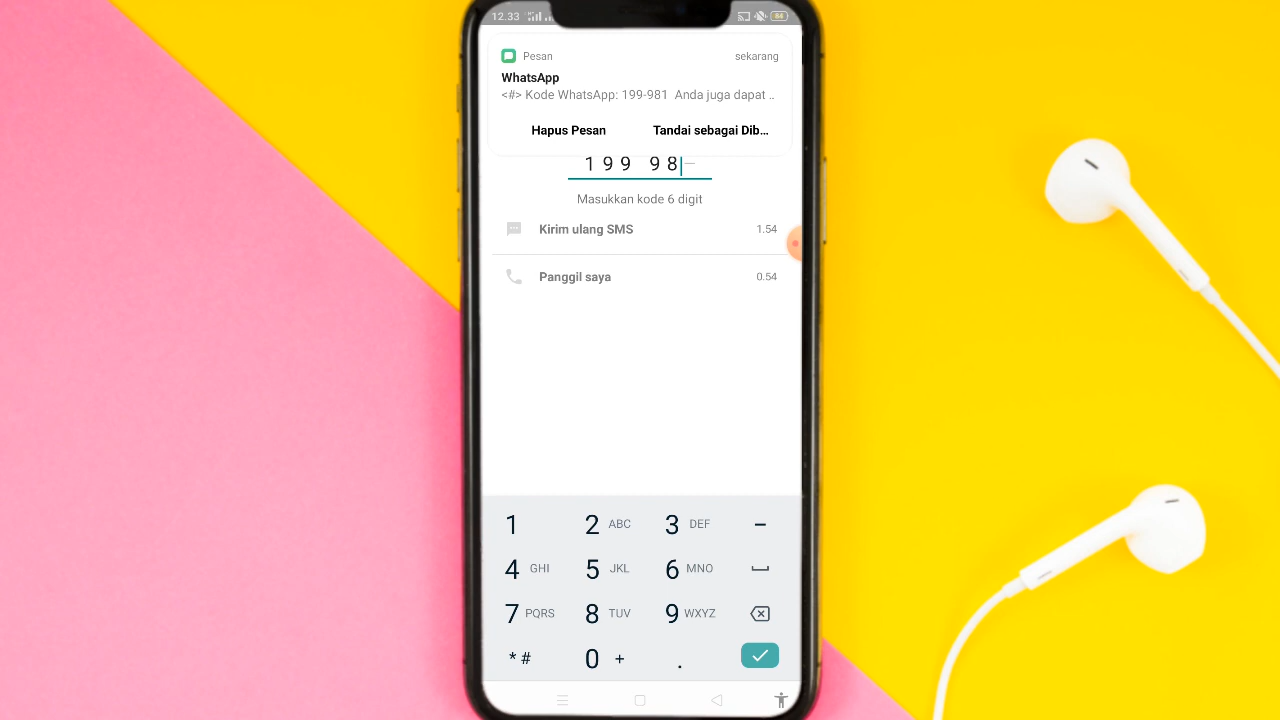 12.33 84
Pesan sekarang
WhatsApp
<#> Kode WhatsApp: 199-981 Anda juga dapat ..
Hapus Pesan Tandai sebagai Dib...
199 98
Masukkan kode 6 digit
Kirim ulang SMS 1.54
Panggil saya 0.54
1 2 ABC 3 DEF –
4 GHI 5 JKL 6 MNO
7 PQRS 8 TUV 9 WXYZ
*# 0 + .